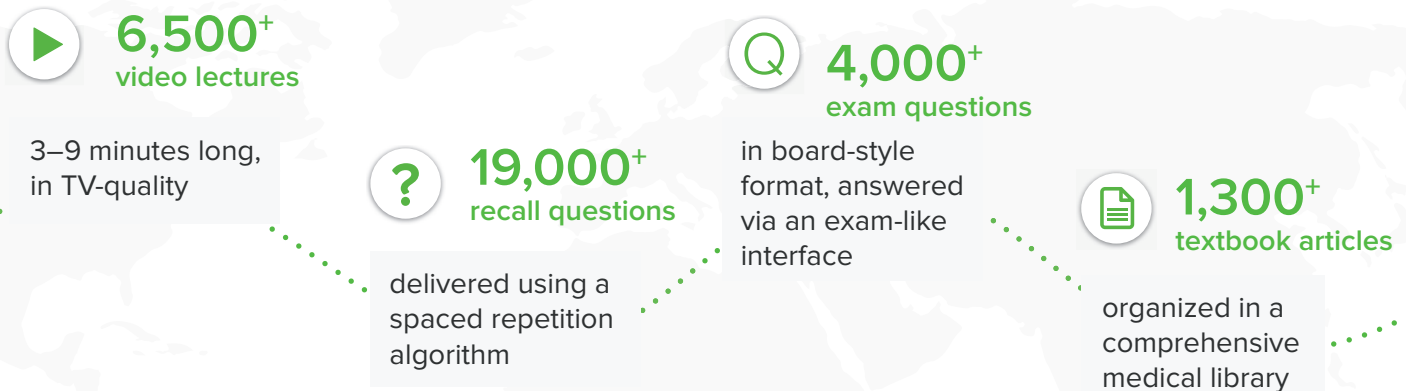 6,500+
video lectures
3–9 minutes long,
in TV-quality
?
19,000+
recall questions
delivered using a
spaced repetition
algorithm
Q
4,000+
exam questions
in board-style
format, answered
via an exam-like
interface
1,300+
textbook articles
organized in a
comprehensive
medical library